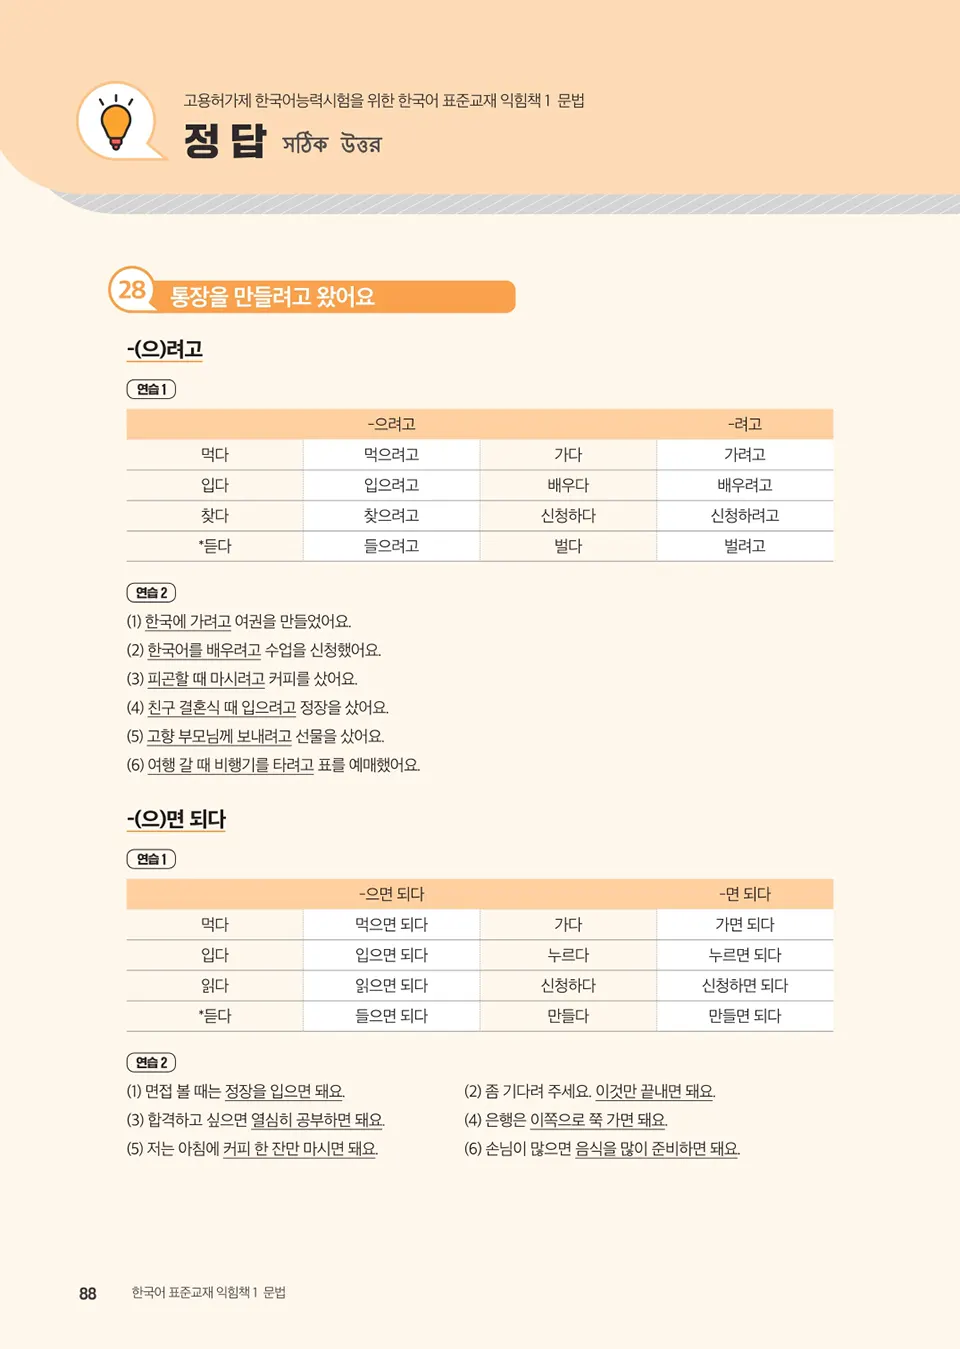 고용허가제 한국어능력시험을 위한 한국어 표준교재 익힘책 1 문법
정답 সঠিক উত্তর
28 통장을 만들려고 왔어요
-(으)려고
연습 1
-으려고 -려고
먹다 먹으려고 가다 가려고
입다 입으려고 배우다 배우려고
찾다 찾으려고 신청하다 신청하려고
*듣다 들으려고 벌다 벌려고
연습 2
(1) 한국에 가려고 여권을 만들었어요.
(2) 한국어를 배우려고 수업을 신청했어요.
(3) 피곤할 때 마시려고 커피를 샀어요.
(4) 친구 결혼식 때 입으려고 정장을 샀어요.
(5) 고향 부모님께 보내려고 선물을 샀어요.
(6) 여행 갈 때 비행기를 타려고 표를 예매했어요.
-(으)면 되다
연습 1
-으면 되다 -면 되다
먹다 먹으면 되다 가다 가면 되다
입다 입으면 되다 누르다 누르면 되다
읽다 읽으면 되다 신청하다 신청하면 되다
*듣다 들으면 되다 만들다 만들면 되다
연습 2
(1) 면접 볼 때는 정장을 입으면 돼요. (2) 좀 기다려 주세요. 이것만 끝내면 돼요.
(3) 합격하고 싶으면 열심히 공부하면 돼요. (4) 은행은 이쪽으로 쭉 가면 돼요.
(5) 저는 아침에 커피 한 잔만 마시면 돼요. (6) 손님이 많으면 음식을 많이 준비하면 돼요.
88 한국어 표준교재 익힘책 1 문법